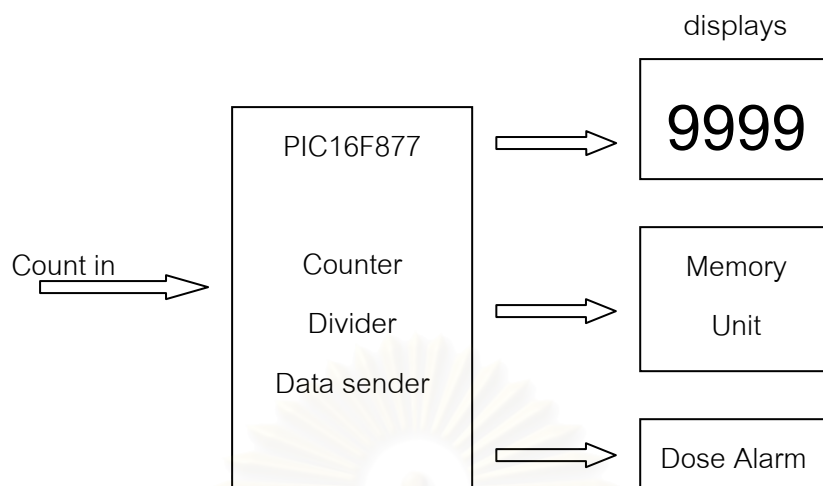 displays
9999
PIC16F877
Count in
Counter
Divider
Data sender
Memory
Unit
Dose Alarm